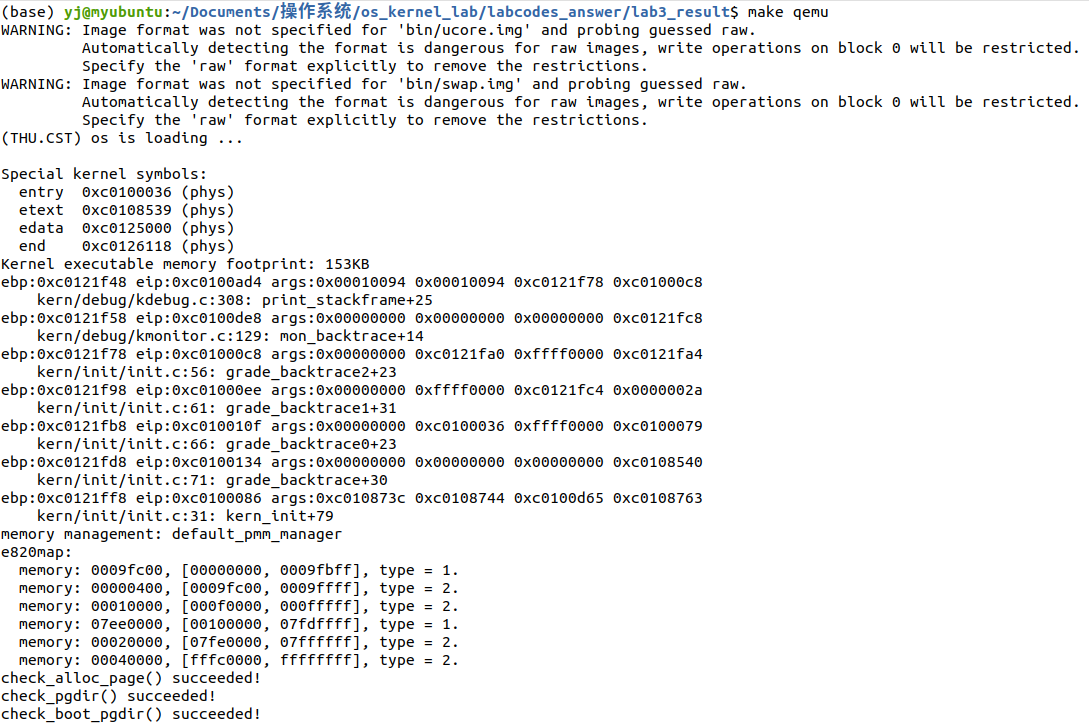 (base) yj@myubuntu:~/Documents/操作系统/os_kernel_lab/labcodes_answer/lab3_result$ make qemu
WARNING: Image format was not specified for 'bin/ucore.img' and probing guessed raw.
         Automatically detecting the format is dangerous for raw images, write operations on block 0 will be restricted.
         Specify the 'raw' format explicitly to remove the restrictions.
WARNING: Image format was not specified for 'bin/swap.img' and probing guessed raw.
         Automatically detecting the format is dangerous for raw images, write operations on block 0 will be restricted.
         Specify the 'raw' format explicitly to remove the restrictions.
(THU.CST) os is loading ...

Special kernel symbols:
  entry  0xc0100036 (phys)
  etext  0xc0108539 (phys)
  edata  0xc0125000 (phys)
  end    0xc0126118 (phys)
Kernel executable memory footprint: 153KB
ebp:0xc0121f48 eip:0xc0100ad4 args:0x00010094 0x00010094 0xc0121f78 0xc01000c8
    kern/debug/kdebug.c:308: print_stackframe+25
ebp:0xc0121f58 eip:0xc0100de8 args:0x00000000 0x00000000 0x00000000 0xc0121fc8
    kern/debug/kmonitor.c:129: mon_backtrace+14
ebp:0xc0121f78 eip:0xc01000c8 args:0x00000000 0xc0121fa0 0xffff0000 0xc0121fa4
    kern/init/init.c:56: grade_backtrace2+23
ebp:0xc0121f98 eip:0xc01000ee args:0x00000000 0xffff0000 0xc0121fc4 0x0000002a
    kern/init/init.c:61: grade_backtrace1+31
ebp:0xc0121fb8 eip:0xc010010f args:0x00000000 0xc0100036 0xffff0000 0xc0100079
    kern/init/init.c:66: grade_backtrace0+23
ebp:0xc0121fd8 eip:0xc0100134 args:0x00000000 0x00000000 0x00000000 0xc0108540
    kern/init/init.c:71: grade_backtrace+30
ebp:0xc0121ff8 eip:0xc0100086 args:0xc010873c 0xc0108744 0xc0100d65 0xc0108763
    kern/init/init.c:31: kern_init+79
memory management: default_pmm_manager
e820map:
  memory: 0009fc00, [00000000, 0009fbff], type = 1.
  memory: 00000400, [0009fc00, 0009ffff], type = 2.
  memory: 00010000, [000f0000, 000fffff], type = 2.
  memory: 07ee0000, [00100000, 07fdffff], type = 1.
  memory: 00020000, [07fe0000, 07ffffff], type = 2.
  memory: 00040000, [fffc0000, ffffffff], type = 2.
check_alloc_page() succeeded!
check_pgdir() succeeded!
check_boot_pgdir() succeeded!